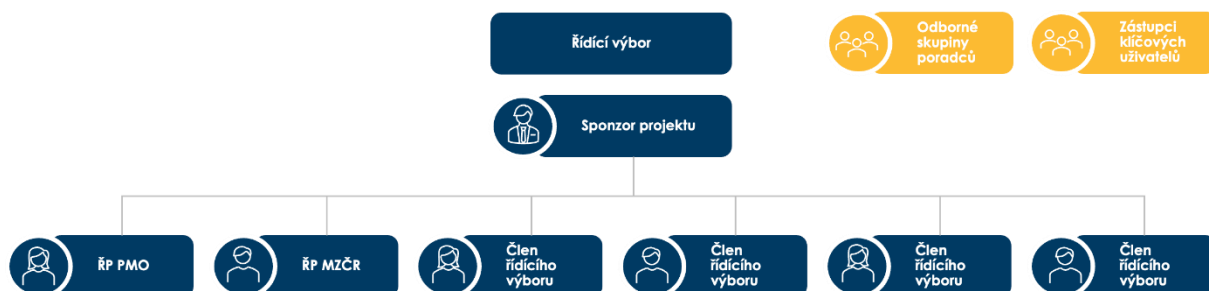 Řídící výbor
Odborné
skupiny
poradců
Zástupci
klíčových
uživatelů
Sponzor projektu
ŘP PMO
ŘP MZČR
Člen
řídícího
výboru
Člen
řídícího
výboru
Člen
řídícího
výboru
Člen
řídícího
výboru